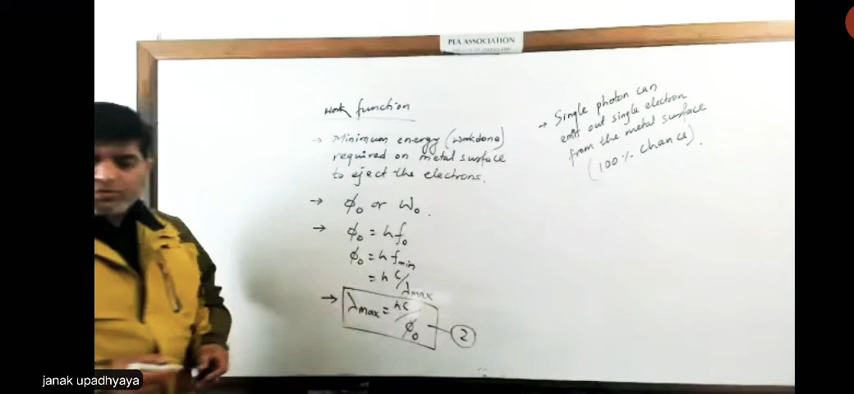 PEA ASSOCIATION
Work function
→ Minimum energy (workdone)
required on metal surface
to eject the electrons.
→ ϕ₀ or W₀.
→ ϕ₀ = hf₀
ϕ₀ = h fmin
= h c/λmax
→ λmax = hc/ϕ₀ — ②
→ Single photon can
emit out single electron
from the metal surface
(100% chance).
janak upadhyaya